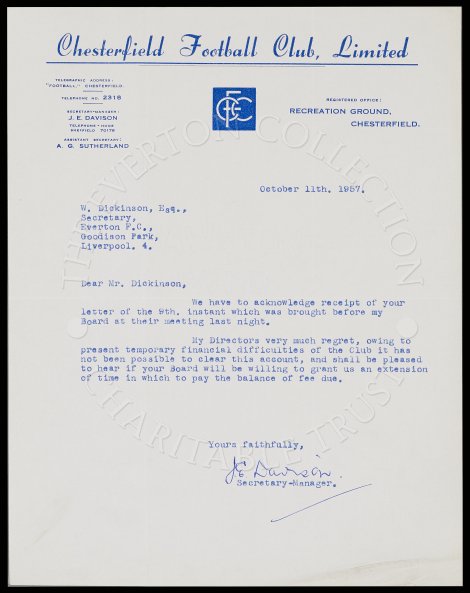 Chesterfield Football Club, Limited
TELEGRAPHIC ADDRESS:
"FOOTBALL," CHESTERFIELD.
TELEPHONE NO. 2318
SECRETARY-MANAGER:
J. E. DAVISON
TELEPHONE-HOME
SHEFFIELD 70178
ASSISTANT SECRETARY:
A. G. SUTHERLAND
CFC
REGISTERED OFFICE:
RECREATION GROUND,
CHESTERFIELD.
October 11th. 1957.
W. Dickinson, Esq.,
Secretary,
Everton F.C.,
Goodison Park,
Liverpool. 4.
Dear Mr. Dickinson,
We have to acknowledge receipt of your
letter of the 9th. instant which was brought before my
Board at their meeting last night.
My Directors very much regret, owing to
present temporary financial difficulties of the Club it has
not been possible to clear this account, and shall be pleased
to hear if your Board will be willing to grant us an extension
of time in which to pay the balance of fee due.
Yours faithfully,
J E Davison.
Secretary-Manager.
THE EVERTON COLLECTION
CHARITABLE TRUST